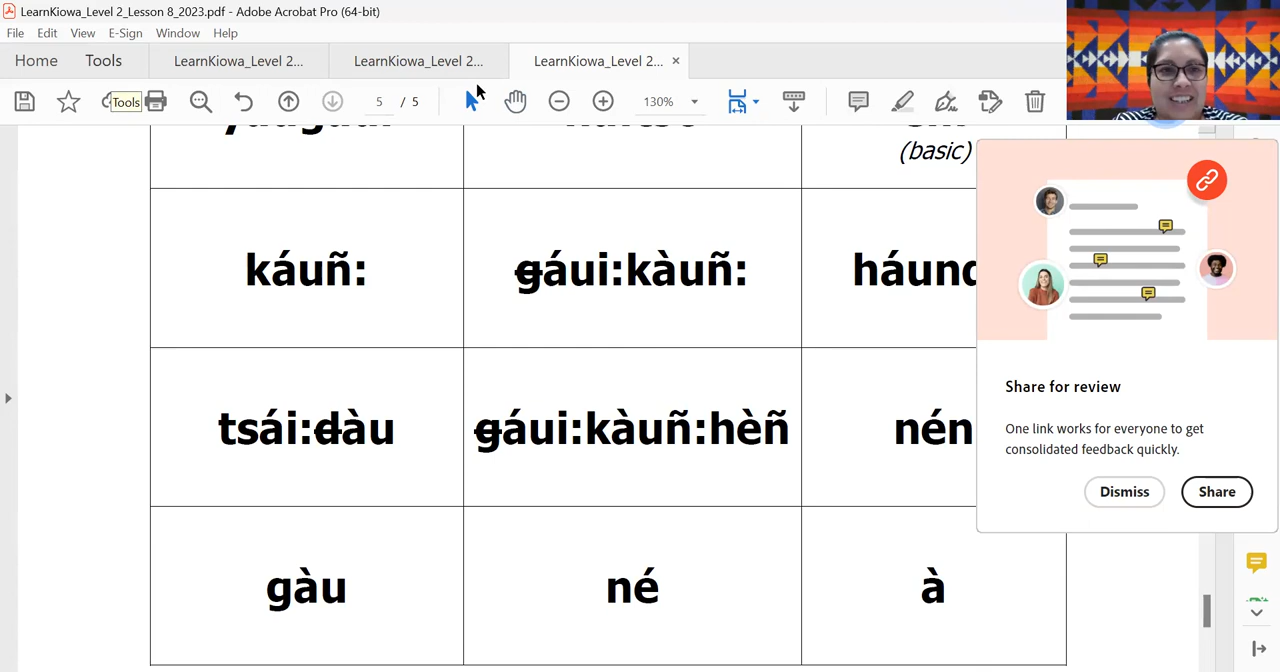 LearnKiowa_Level 2_Lesson 8_2023.pdf - Adobe Acrobat Pro (64-bit)
File Edit View E-Sign Window Help
Home Tools LearnKiowa_Level 2... LearnKiowa_Level 2... LearnKiowa_Level 2... ×
Tools 5 / 5 130%
(basic)
káuñ: g̶áui:kàuñ: háund
tsái:d̶àu g̶áui:kàuñ:hèñ nén
gàu né à
Share for review
One link works for everyone to get
consolidated feedback quickly.
Dismiss Share